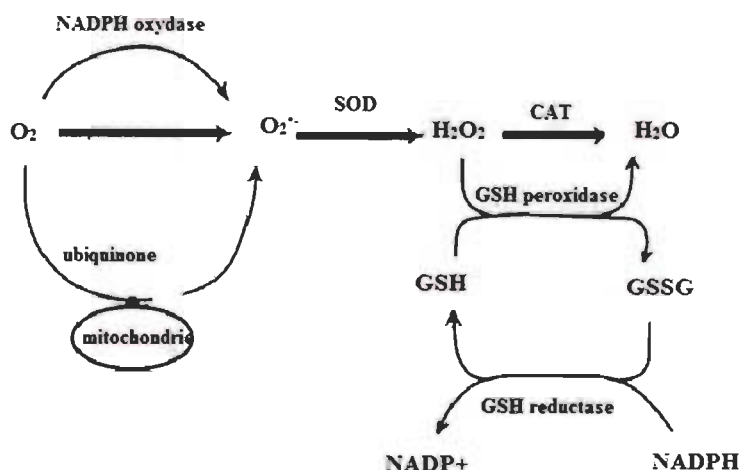 NADPH oxydase
O₂
O₂•-
SOD
H₂O₂
CAT
H₂O
GSH peroxidase
ubiquinone
GSH
GSSG
mitochondrie
GSH reductase
NADP+
NADPH